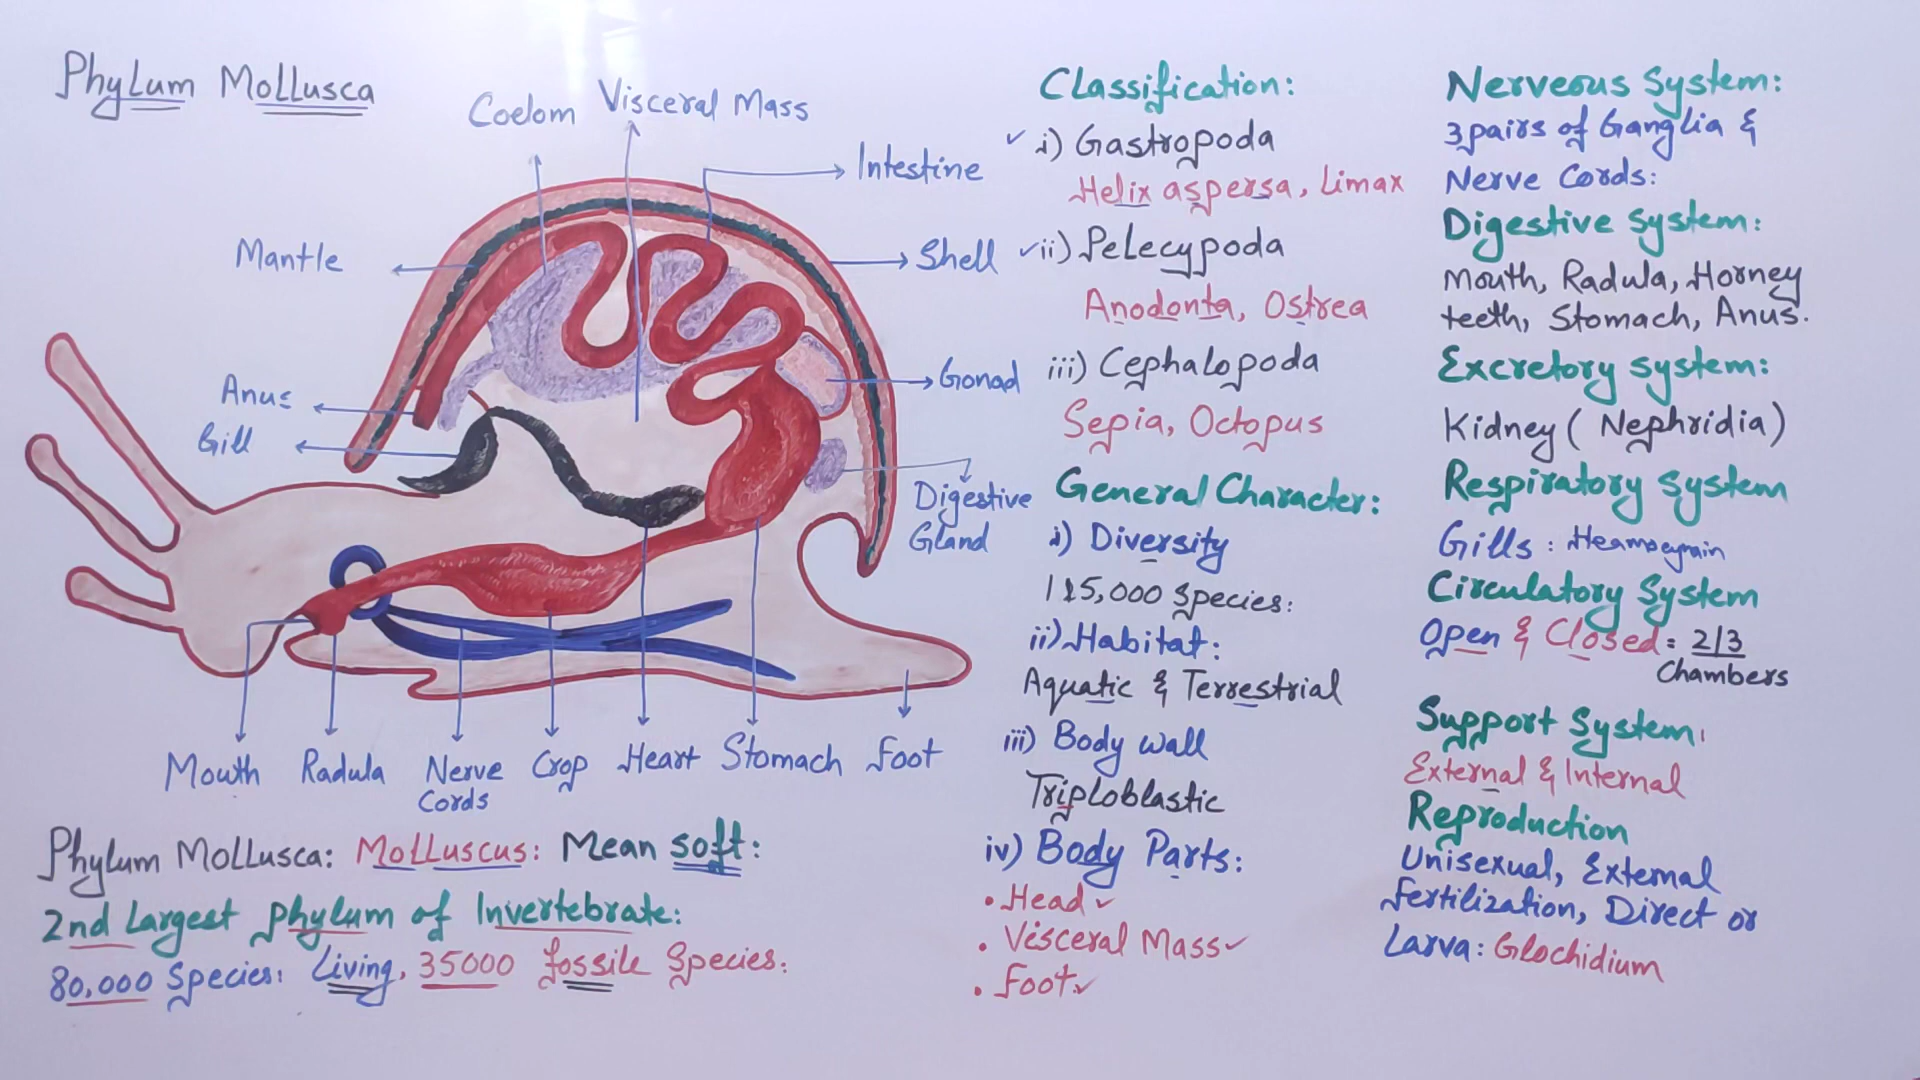 Phylum Mollusca
Coelom
Visceral Mass
Intestine
Mantle
Shell
Anus
Gonad
Gill
Digestive
Gland
Mouth
Radula
Nerve
Cords
Crop
Heart
Stomach
Foot
Phylum Mollusca: Molluscus: Mean soft:
2nd Largest Phylum of Invertebrate:
80,000 Species: Living, 35000 fossile Species:
Classification:
i) Gastropoda
Helix aspersa, Limax
ii) Pelecypoda
Anodonta, Ostrea
iii) Cephalopoda
Sepia, Octopus
General Character:
i) Diversity
115,000 Species:
ii) Habitat:
Aquatic & Terrestrial
iii) Body wall
Triploblastic
iv) Body Parts:
• Head ✓
• Visceral Mass ✓
• Foot ✓
Nerveous System:
3 pairs of Ganglia &
Nerve Cords:
Digestive System:
Mouth, Radula, Horney
teeth, Stomach, Anus.
Excretory System:
Kidney ( Nephridia)
Respiratory System
Gills :
Circulatory System
Open & Closed = 2/3
Chambers
Support System:
External & Internal
Reproduction
Unisexual, External
fertilization, Direct or
Larva: Glochidium